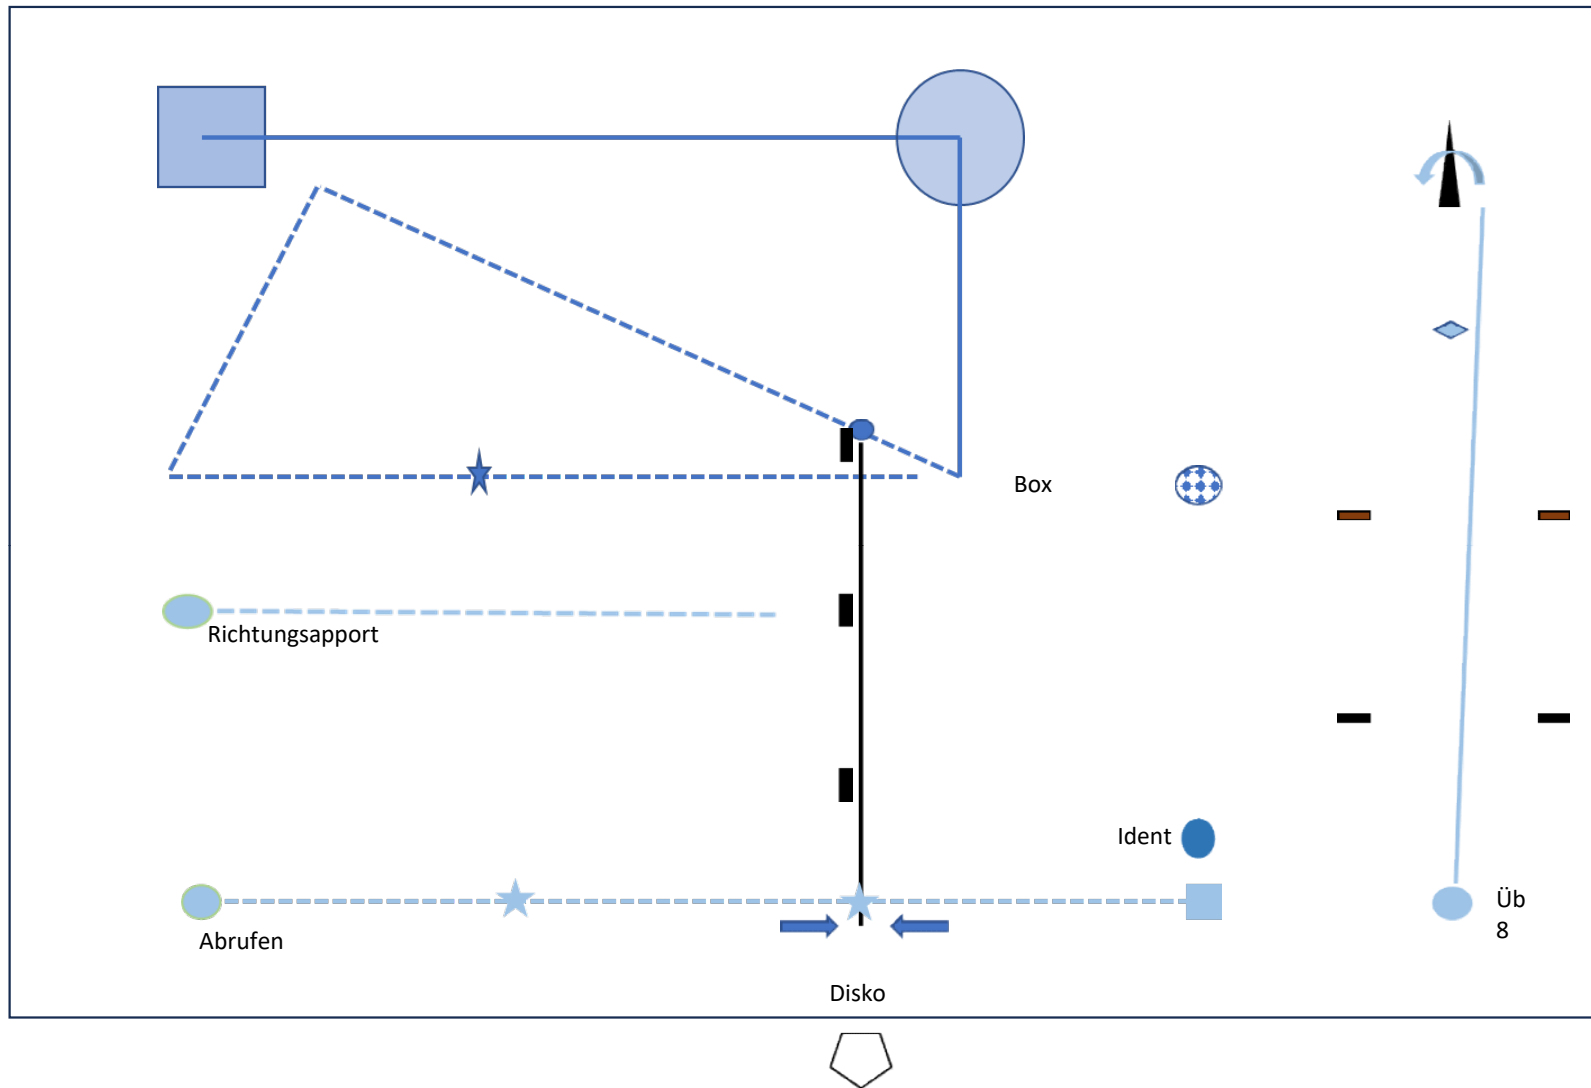 Box
Richtungsapport
Ident
Abrufen
Üb
8
Disko